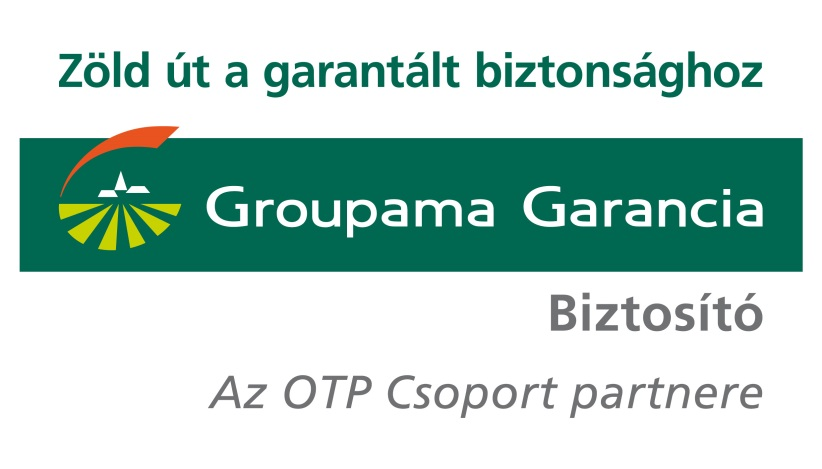 Zöld út a garantált biztonsághoz
Groupama Garancia
Biztosító
Az OTP Csoport partnere